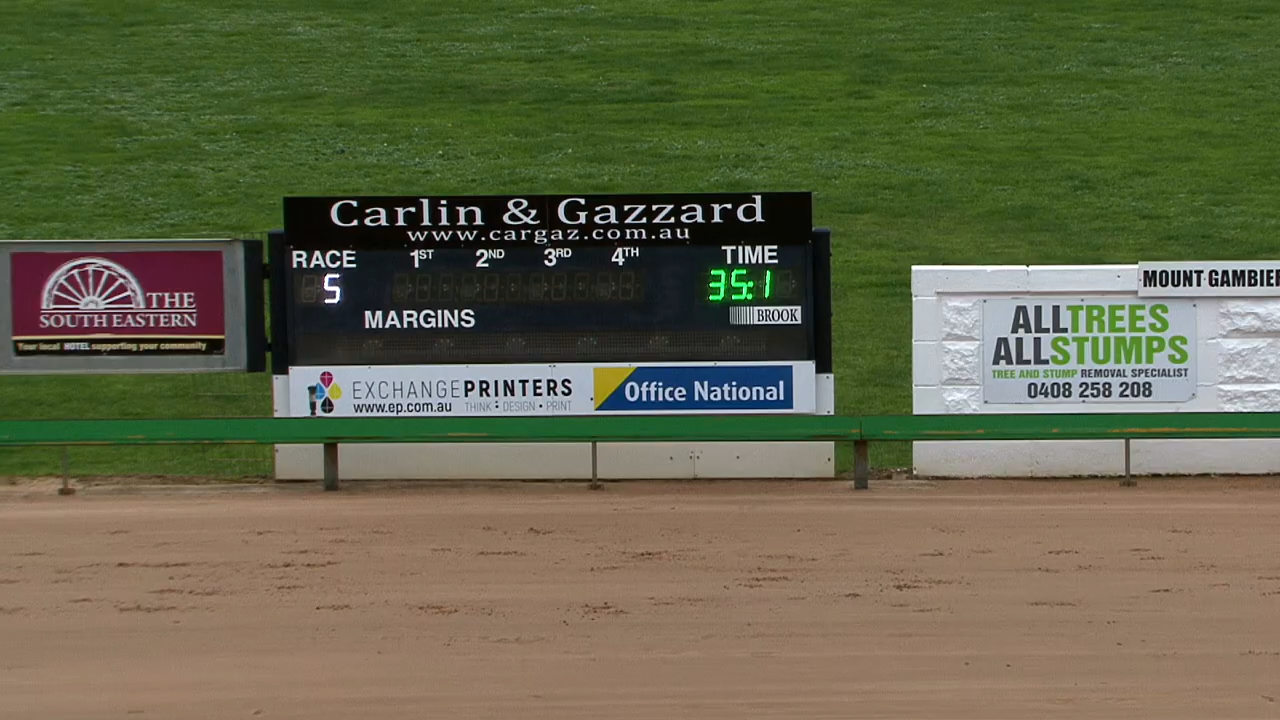 Carlin & Gazzard
www.cargaz.com.au
RACE 1ST 2ND 3RD 4TH TIME
5 35:1
MARGINS
BROOK
EXCHANGEPRINTERS
www.ep.com.au THINK : DESIGN • PRINT
Office National
THE
SOUTH EASTERN
Your local HOTEL supporting your community
MOUNT GAMBIE
ALLTREES
ALLSTUMPS
TREE AND STUMP REMOVAL SPECIALIST
0408 258 208